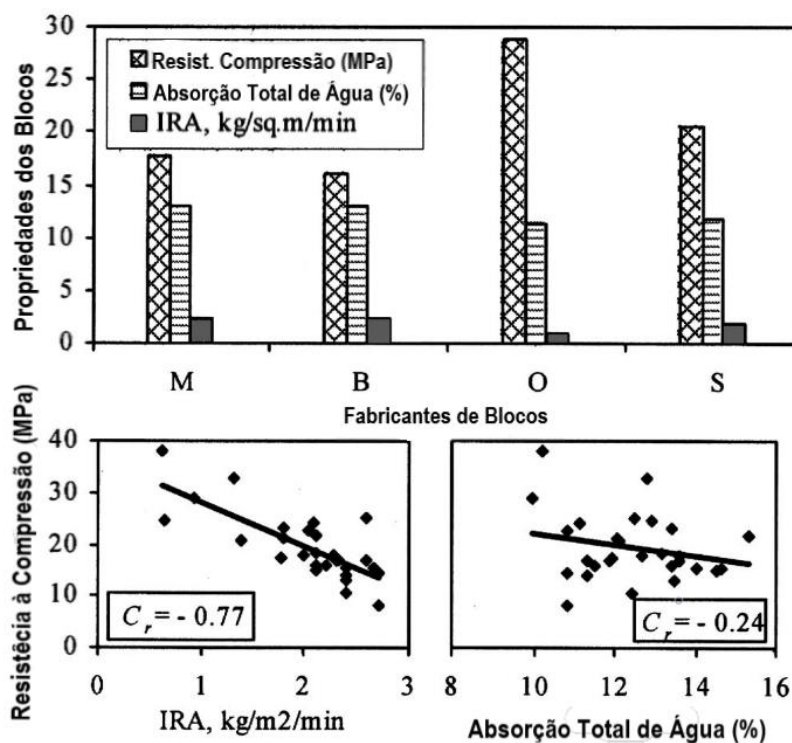 Propriedades dos Blocos
30
25
20
15
10
5
0
Resist. Compressão (MPa)
Absorção Total de Água (%)
IRA, kg/sq.m/min
M B O S
Fabricantes de Blocos
Resistêcia à Compressão (MPa)
40
30
20
10
0
C_r = - 0.77
0 1 2 3
IRA, kg/m2/min
C_r = - 0.24
8 10 12 14 16
Absorção Total de Água (%)